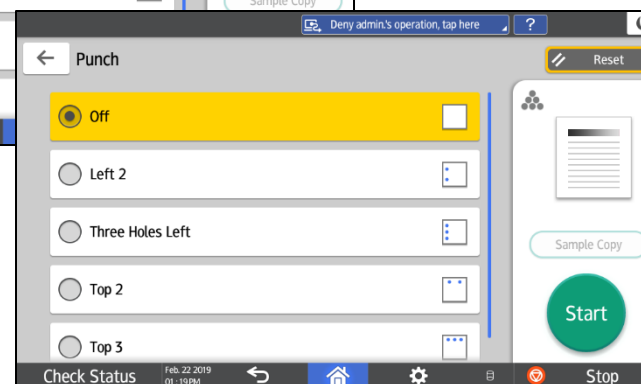 Sample Copy
Deny admin.'s operation, tap here
?
Punch
Reset
Off
Left 2
Three Holes Left
Top 2
Top 3
Sample Copy
Start
Check Status
Feb. 22 2019
01:19PM
Stop